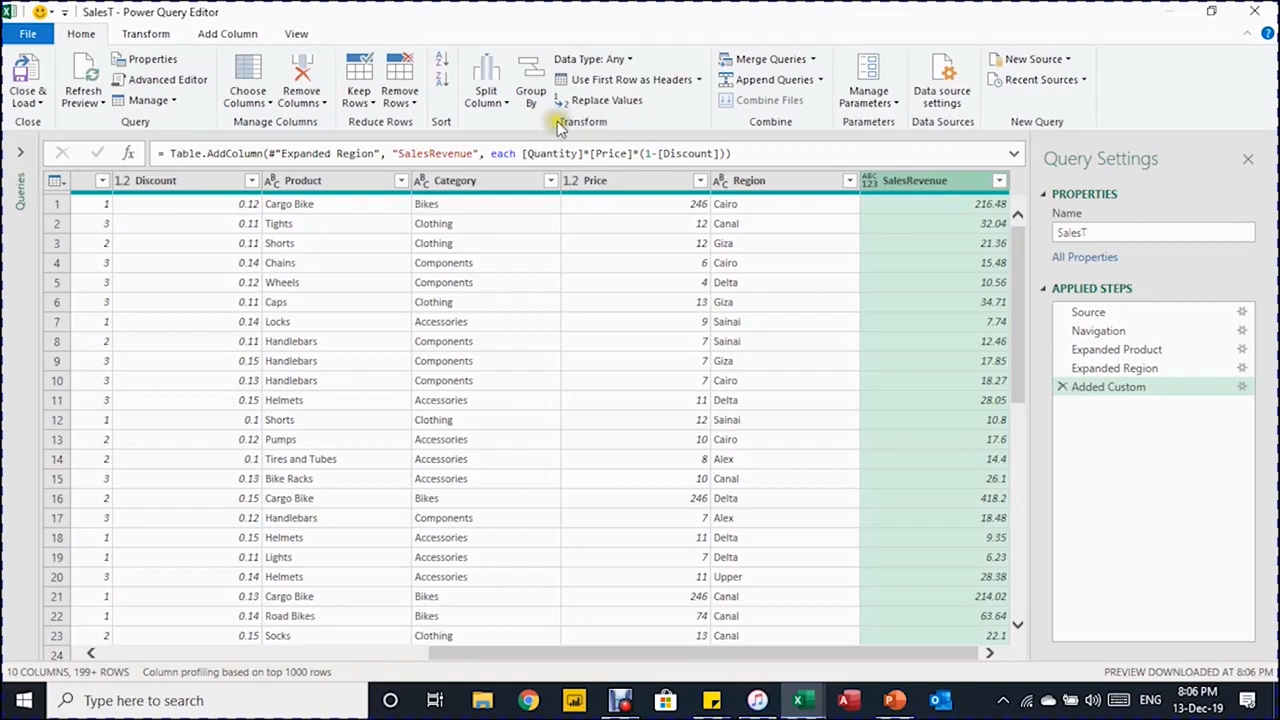 SalesT - Power Query Editor
File Home Transform Add Column View
Close & Load
Close
Refresh Preview
Properties
Advanced Editor
Manage
Query
Choose Columns
Remove Columns
Manage Columns
Keep Rows
Remove Rows
Reduce Rows
Sort
Split Column
Group By
Data Type: Any
Use First Row as Headers
Replace Values
Transform
Merge Queries
Append Queries
Combine Files
Combine
Manage Parameters
Parameters
Data source settings
Data Sources
New Source
Recent Sources
New Query
Queries
fx = Table.AddColumn(#"Expanded Region", "SalesRevenue", each [Quantity]*[Price]*(1-[Discount]))
1.2 Discount ABC Product ABC Category 1.2 Price ABC Region ABC 123 SalesRevenue
1 1 0.12 Cargo Bike Bikes 246 Cairo 216.48
2 3 0.11 Tights Clothing 12 Canal 32.04
3 2 0.11 Shorts Clothing 12 Giza 21.36
4 3 0.14 Chains Components 6 Cairo 15.48
5 3 0.12 Wheels Components 4 Delta 10.56
6 3 0.11 Caps Clothing 13 Giza 34.71
7 1 0.14 Locks Accessories 9 Sainai 7.74
8 2 0.11 Handlebars Components 7 Sainai 12.46
9 3 0.15 Handlebars Components 7 Giza 17.85
10 3 0.13 Handlebars Components 7 Cairo 18.27
11 3 0.15 Helmets Accessories 11 Delta 28.05
12 1 0.1 Shorts Clothing 12 Sainai 10.8
13 2 0.12 Pumps Accessories 10 Cairo 17.6
14 2 0.1 Tires and Tubes Accessories 8 Alex 14.4
15 3 0.13 Bike Racks Accessories 10 Canal 26.1
16 2 0.15 Cargo Bike Bikes 246 Delta 418.2
17 3 0.12 Handlebars Components 7 Alex 18.48
18 1 0.15 Helmets Accessories 11 Delta 9.35
19 1 0.11 Lights Accessories 7 Delta 6.23
20 3 0.14 Helmets Accessories 11 Upper 28.38
21 1 0.13 Cargo Bike Bikes 246 Canal 214.02
22 1 0.14 Road Bikes Bikes 74 Canal 63.64
23 2 0.15 Socks Clothing 13 Canal 22.1
24
Query Settings
PROPERTIES
Name
SalesT
All Properties
APPLIED STEPS
Source
Navigation
Expanded Product
Expanded Region
Added Custom
10 COLUMNS, 199+ ROWS Column profiling based on top 1000 rows PREVIEW DOWNLOADED AT 8:06 PM
Type here to search
ENG
8:06 PM
13-Dec-19